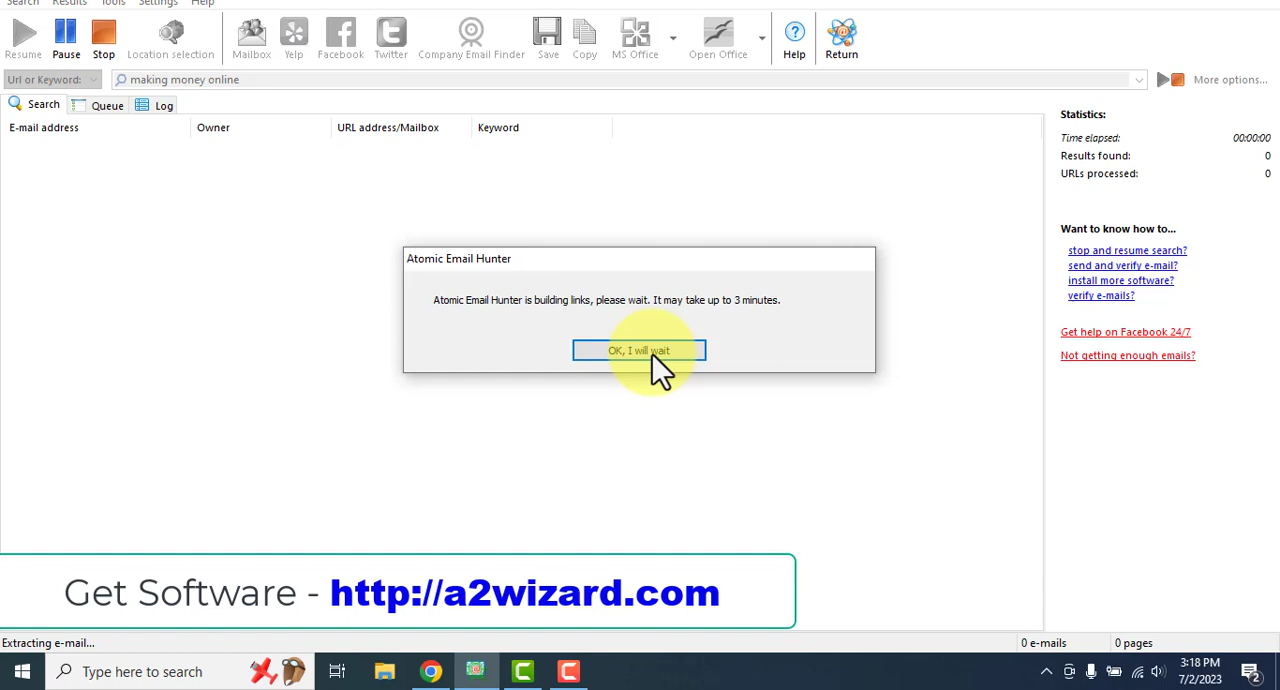 Search Results Tools Settings Help
Resume Pause Stop Location selection Mailbox Yelp Facebook Twitter Company Email Finder Save Copy MS Office Open Office Help Return
Url or Keyword: making money online More options...
Search Queue Log
E-mail address Owner URL address/Mailbox Keyword
Statistics:
Time elapsed: 00:00:00
Results found: 0
URLs processed: 0
Want to know how to...
stop and resume search?
send and verify e-mail?
install more software?
verify e-mails?
Get help on Facebook 24/7
Not getting enough emails?
Atomic Email Hunter
Atomic Email Hunter is building links, please wait. It may take up to 3 minutes.
OK, I will wait
Get Software - http://a2wizard.com
Extracting e-mail... 0 e-mails 0 pages
Type here to search
3:18 PM
7/2/2023
2